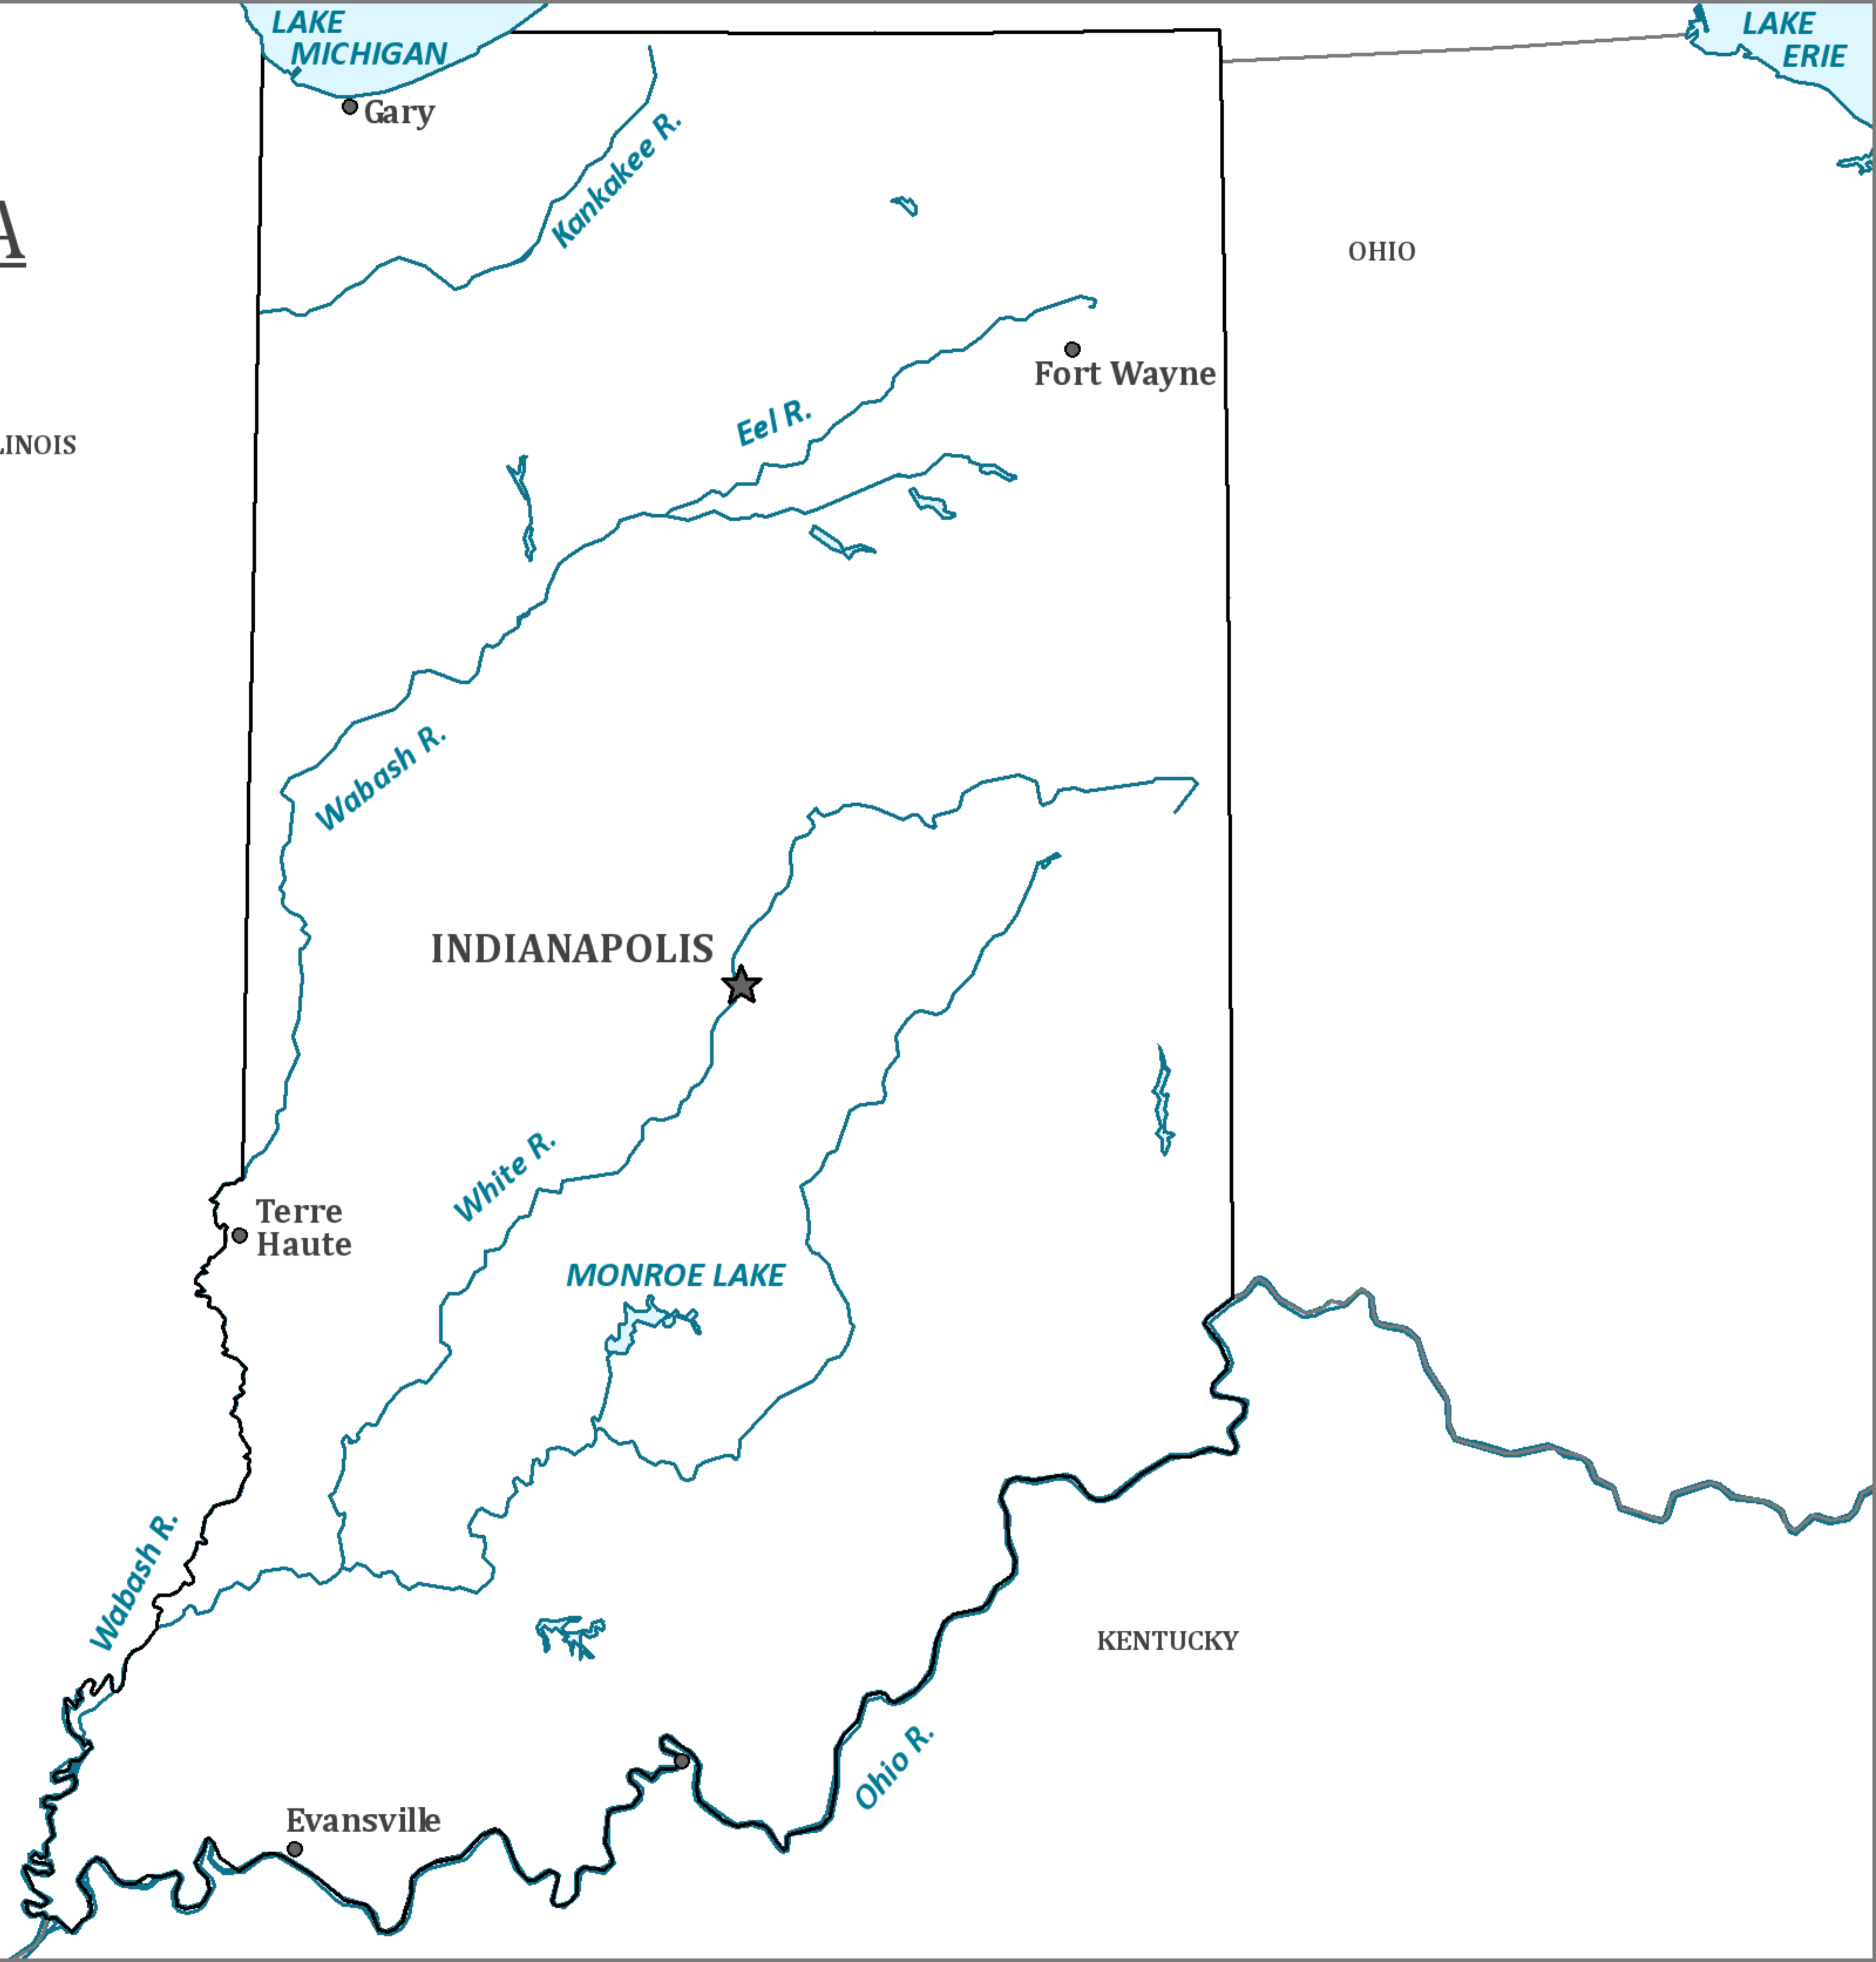 LAKE
MICHIGAN
LAKE
ERIE
Gary
Kankakee R.
A
OHIO
Fort Wayne
Eel R.
LINOIS
Wabash R.
INDIANAPOLIS
White R.
Terre
Haute
MONROE LAKE
Wabash R.
KENTUCKY
Ohio R.
Evansville